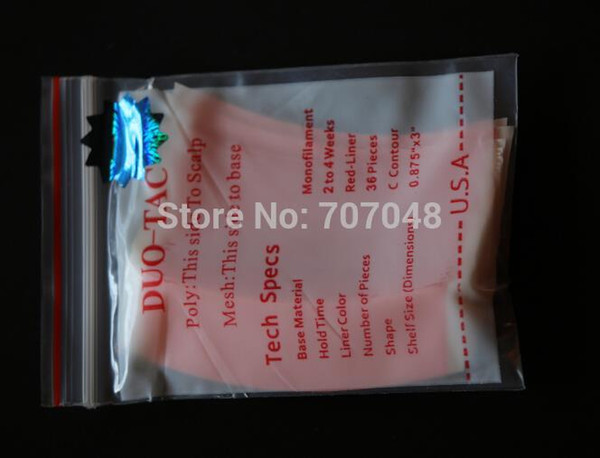 DUO-TAC
Poly:This side To Scalp
Mesh:This side to base
Tech Specs
Base Material Monofilament
Hold Time 2 to 4 Weeks
Liner Color Red-Liner
Number of Pieces 36 Pieces
Shape C Contour
Shelf Size (Dimension) 0.875"x3"
U.S.A
Store No: 707048